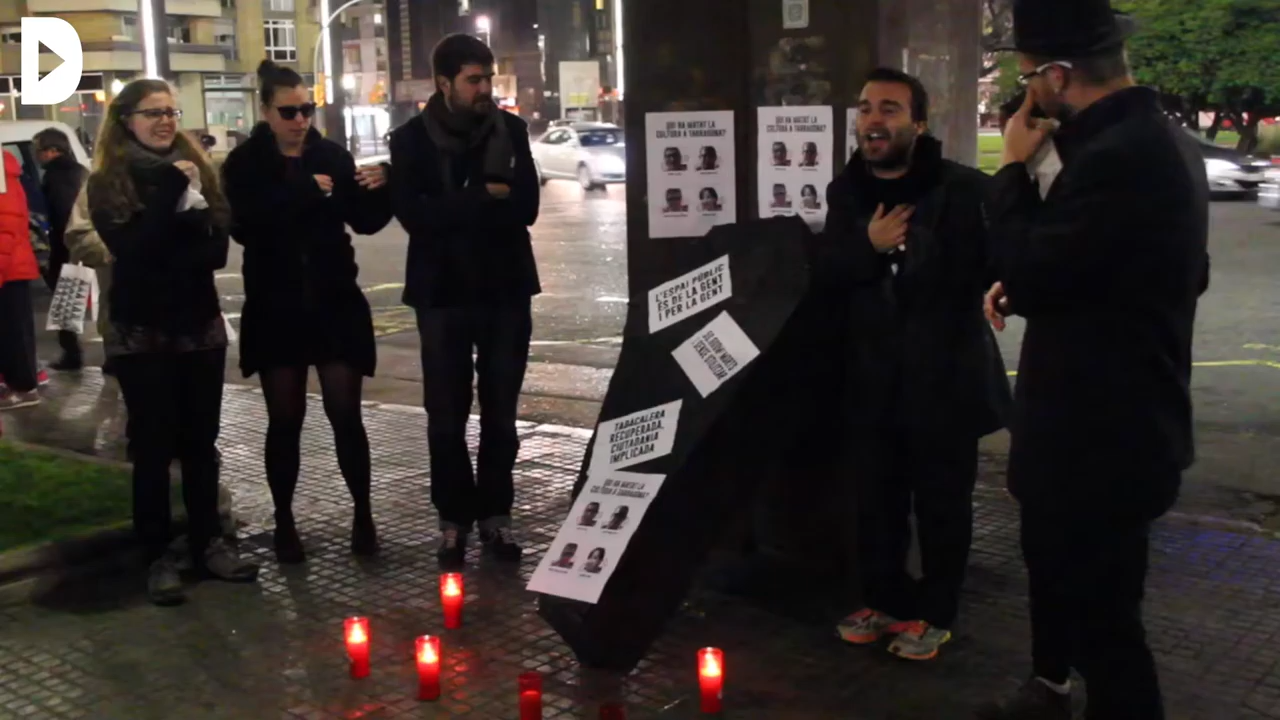 D
QUI HA MATAT LA
CULTURA A TARRAGONA?
QUI HA MATAT LA
CULTURA A TARRAGONA?
L'ESPAI PÚBLIC
ÉS DE LA GENT
I PER LA GENT
TABACALERA
RECUPERADA,
CIUTADANIA
IMPLICADA
QUI HA MATAT LA
CULTURA A TARRAGONA?